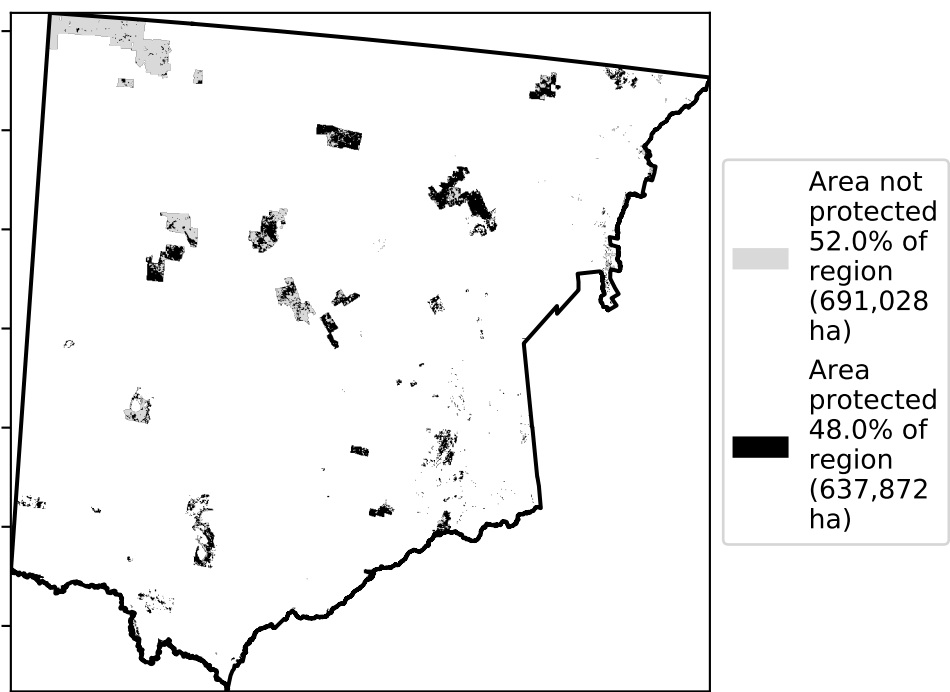 Area not
protected
52.0% of
region
(691,028
ha)
Area
protected
48.0% of
region
(637,872
ha)